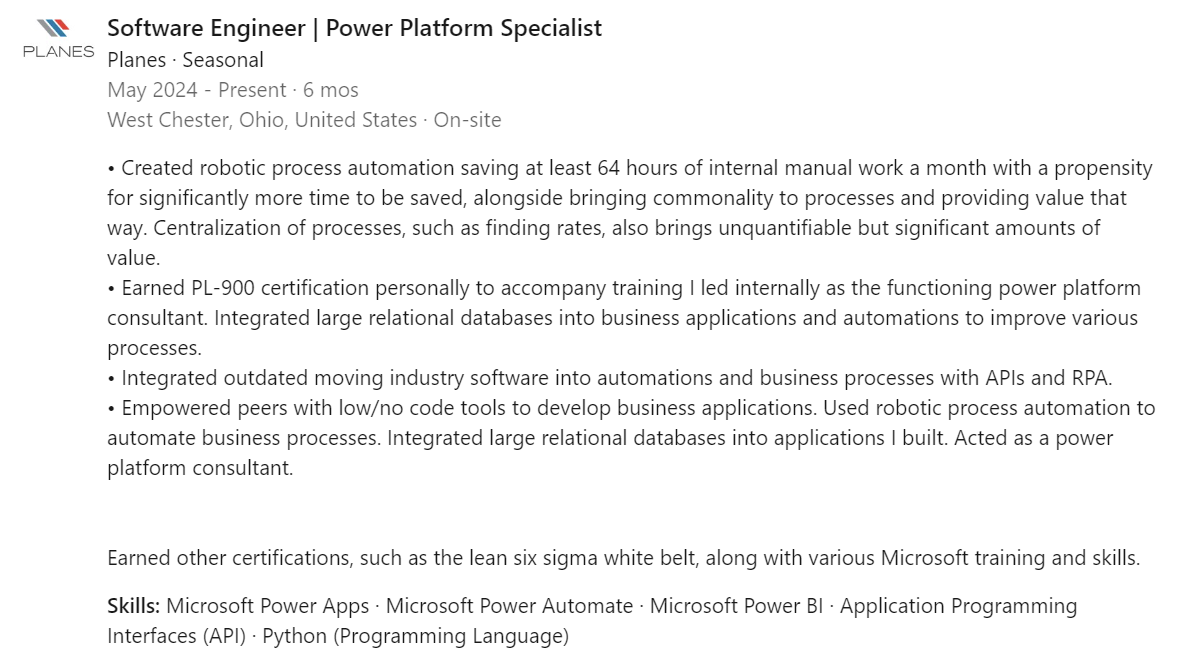 Software Engineer | Power Platform Specialist
PLANES
Planes · Seasonal
May 2024 - Present · 6 mos
West Chester, Ohio, United States · On-site
• Created robotic process automation saving at least 64 hours of internal manual work a month with a propensity
for significantly more time to be saved, alongside bringing commonality to processes and providing value that
way. Centralization of processes, such as finding rates, also brings unquantifiable but significant amounts of
value.
• Earned PL-900 certification personally to accompany training I led internally as the functioning power platform
consultant. Integrated large relational databases into business applications and automations to improve various
processes.
• Integrated outdated moving industry software into automations and business processes with APIs and RPA.
• Empowered peers with low/no code tools to develop business applications. Used robotic process automation to
automate business processes. Integrated large relational databases into applications I built. Acted as a power
platform consultant.
Earned other certifications, such as the lean six sigma white belt, along with various Microsoft training and skills.
Skills: Microsoft Power Apps · Microsoft Power Automate · Microsoft Power BI · Application Programming
Interfaces (API) · Python (Programming Language)